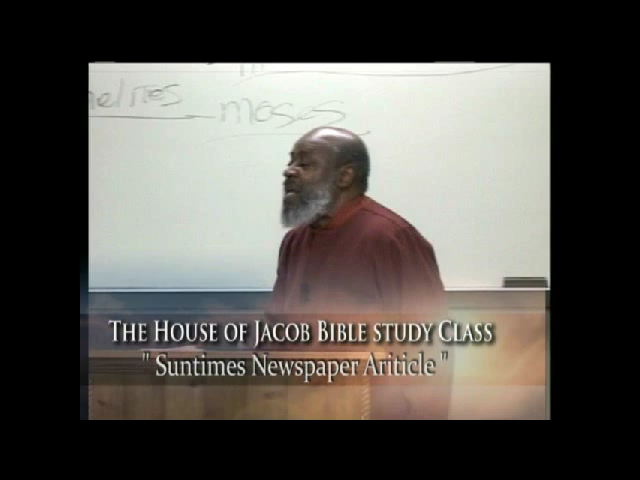 moses
THE HOUSE OF JACOB BIBLE STUDY CLASS
" Suntimes Newspaper Ariticle "